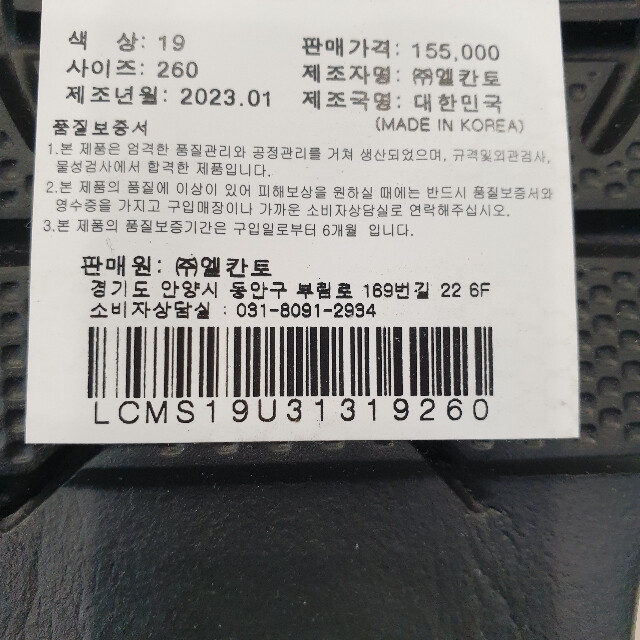 색 상: 19
판매가격: 155,000
사이즈: 260
제조자명: ㈜엘칸토
제조년월: 2023.01
제조국명: 대한민국
(MADE IN KOREA)
품질보증서
1.본 제품은 엄격한 품질관리와 공정관리를 거쳐 생산되었으며, 규격및외관검사,
물성검사에서 합격한 제품입니다.
2.본 제품의 품질에 이상이 있어 피해보상을 원하실 때에는 반드시 품질보증서와
영수증을 가지고 구입매장이나 가까운 소비자상담실로 연락해주십시오.
3.본 제품의 품질보증기간은 구입일로부터 6개월 입니다.
판매원: ㈜엘칸토
경기도 안양시 동안구 부림로 169번길 22 6F
소비자상담실 : 031-8091-2934
LCMS19U31319260